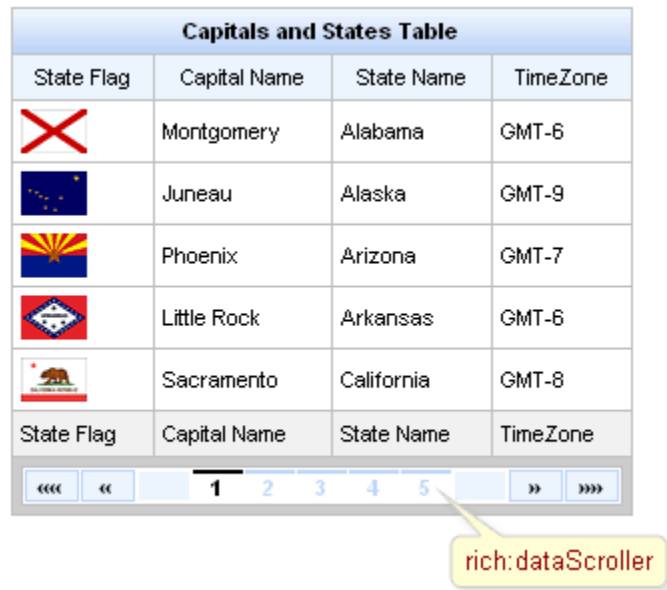 Capitals and States Table
State Flag Capital Name State Name TimeZone
Montgomery Alabama GMT-6
Juneau Alaska GMT-9
Phoenix Arizona GMT-7
Little Rock Arkansas GMT-6
Sacramento California GMT-8
State Flag Capital Name State Name TimeZone
«« « 1 2 3 4 5 » »»
rich:dataScroller